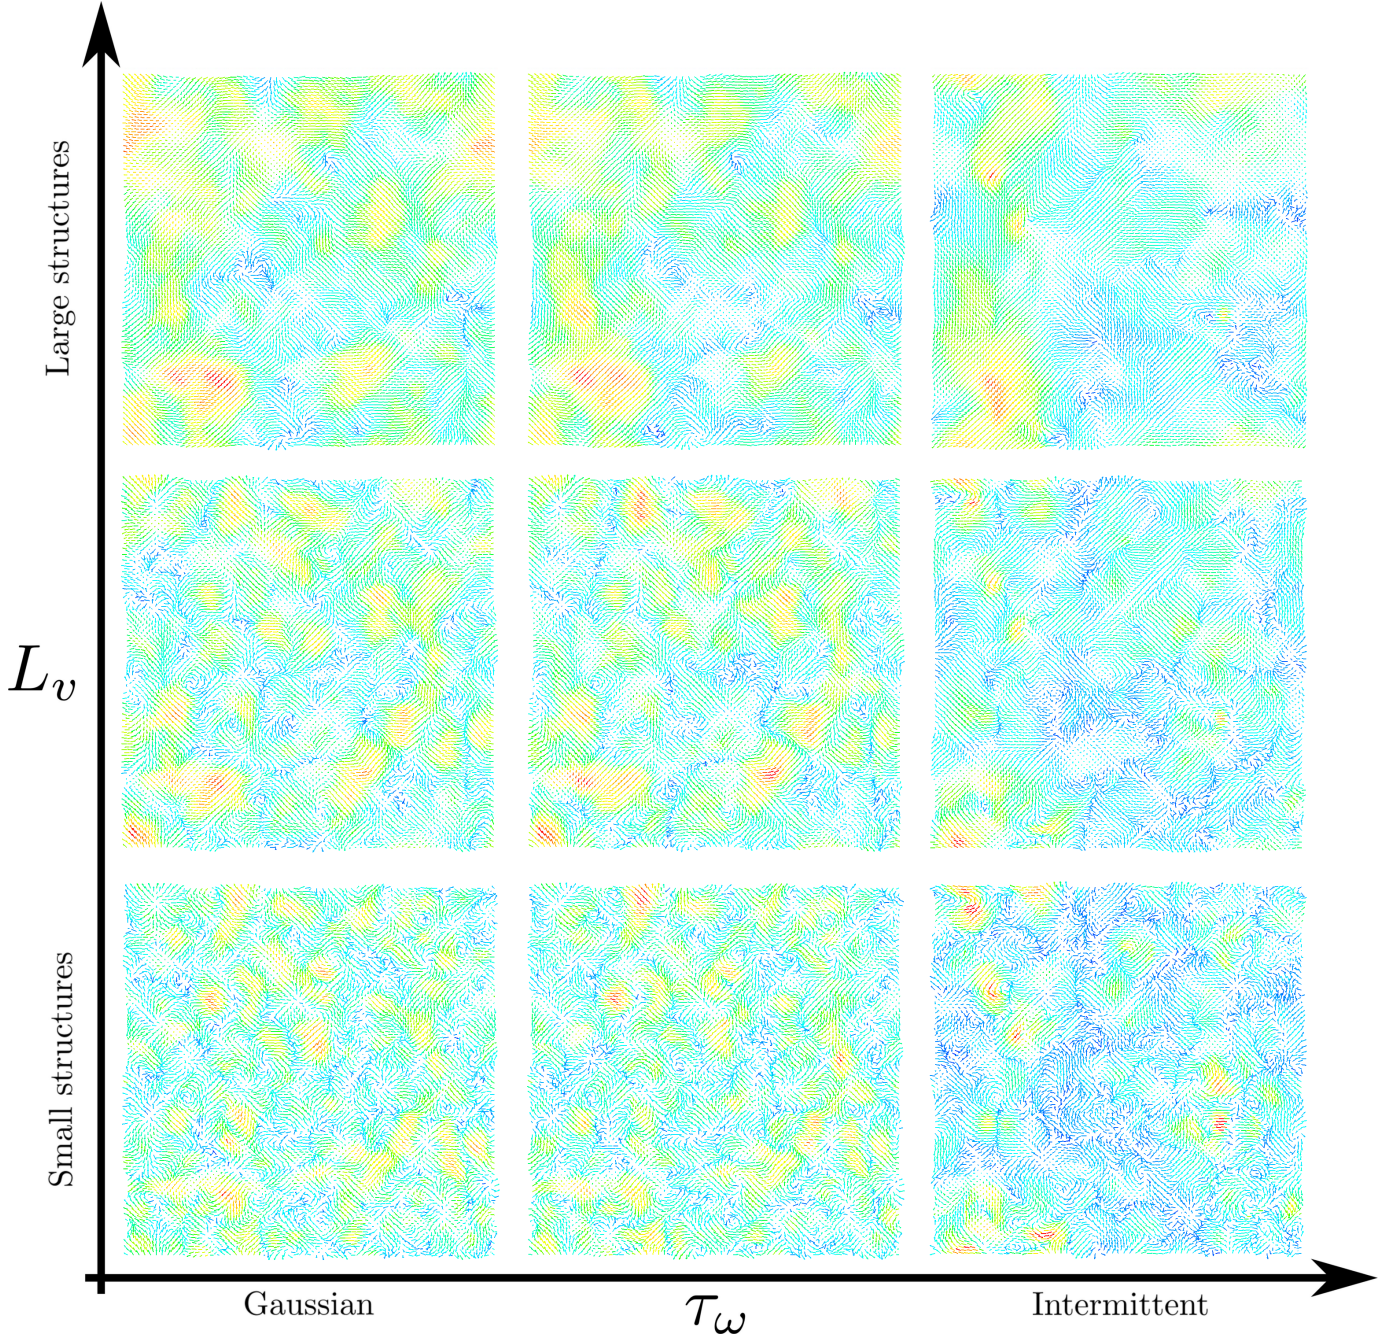 Large structures
L_v
Small structures
Gaussian
τ_ω
Intermittent